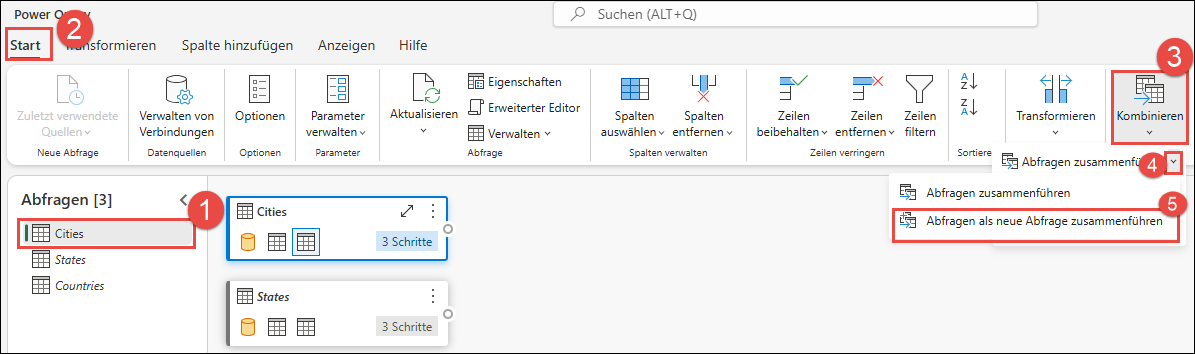 Power Query
Suchen (ALT+Q)
2
Start
Transformieren
Spalte hinzufügen
Anzeigen
Hilfe
3
Zuletzt verwendete
Quellen
Neue Abfrage
Verwalten von
Verbindungen
Datenquellen
Optionen
Optionen
Parameter
verwalten
Parameter
Aktualisieren
Eigenschaften
Erweiterter Editor
Verwalten
Abfrage
Spalten
auswählen
Spalten
entfernen
Spalten verwalten
Zeilen
beibehalten
Zeilen
entfernen
Zeilen
filtern
Zeilen verringern
A
Z
Z
A
Sortiere
Transformieren
Kombinieren
Abfragen zusammenfü
4
Abfragen zusammenführen
5
Abfragen als neue Abfrage zusammenführen
Abfragen [3]
1
Cities
States
Countries
Cities
3 Schritte
States
3 Schritte